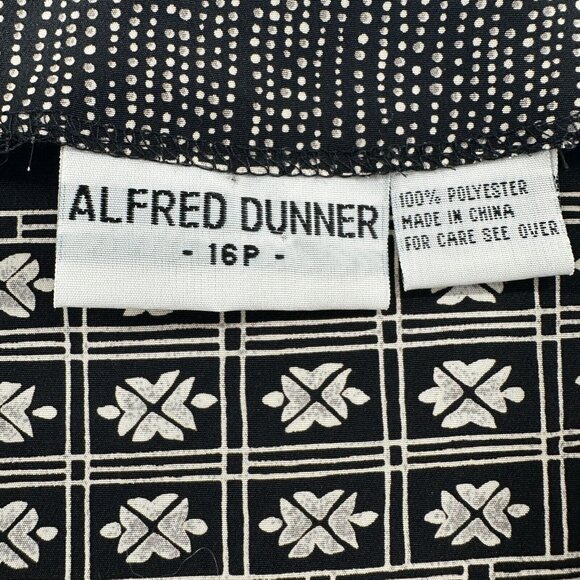 ALFRED DUNNER
- 16P -
100% POLYESTER
MADE IN CHINA
FOR CARE SEE OVER